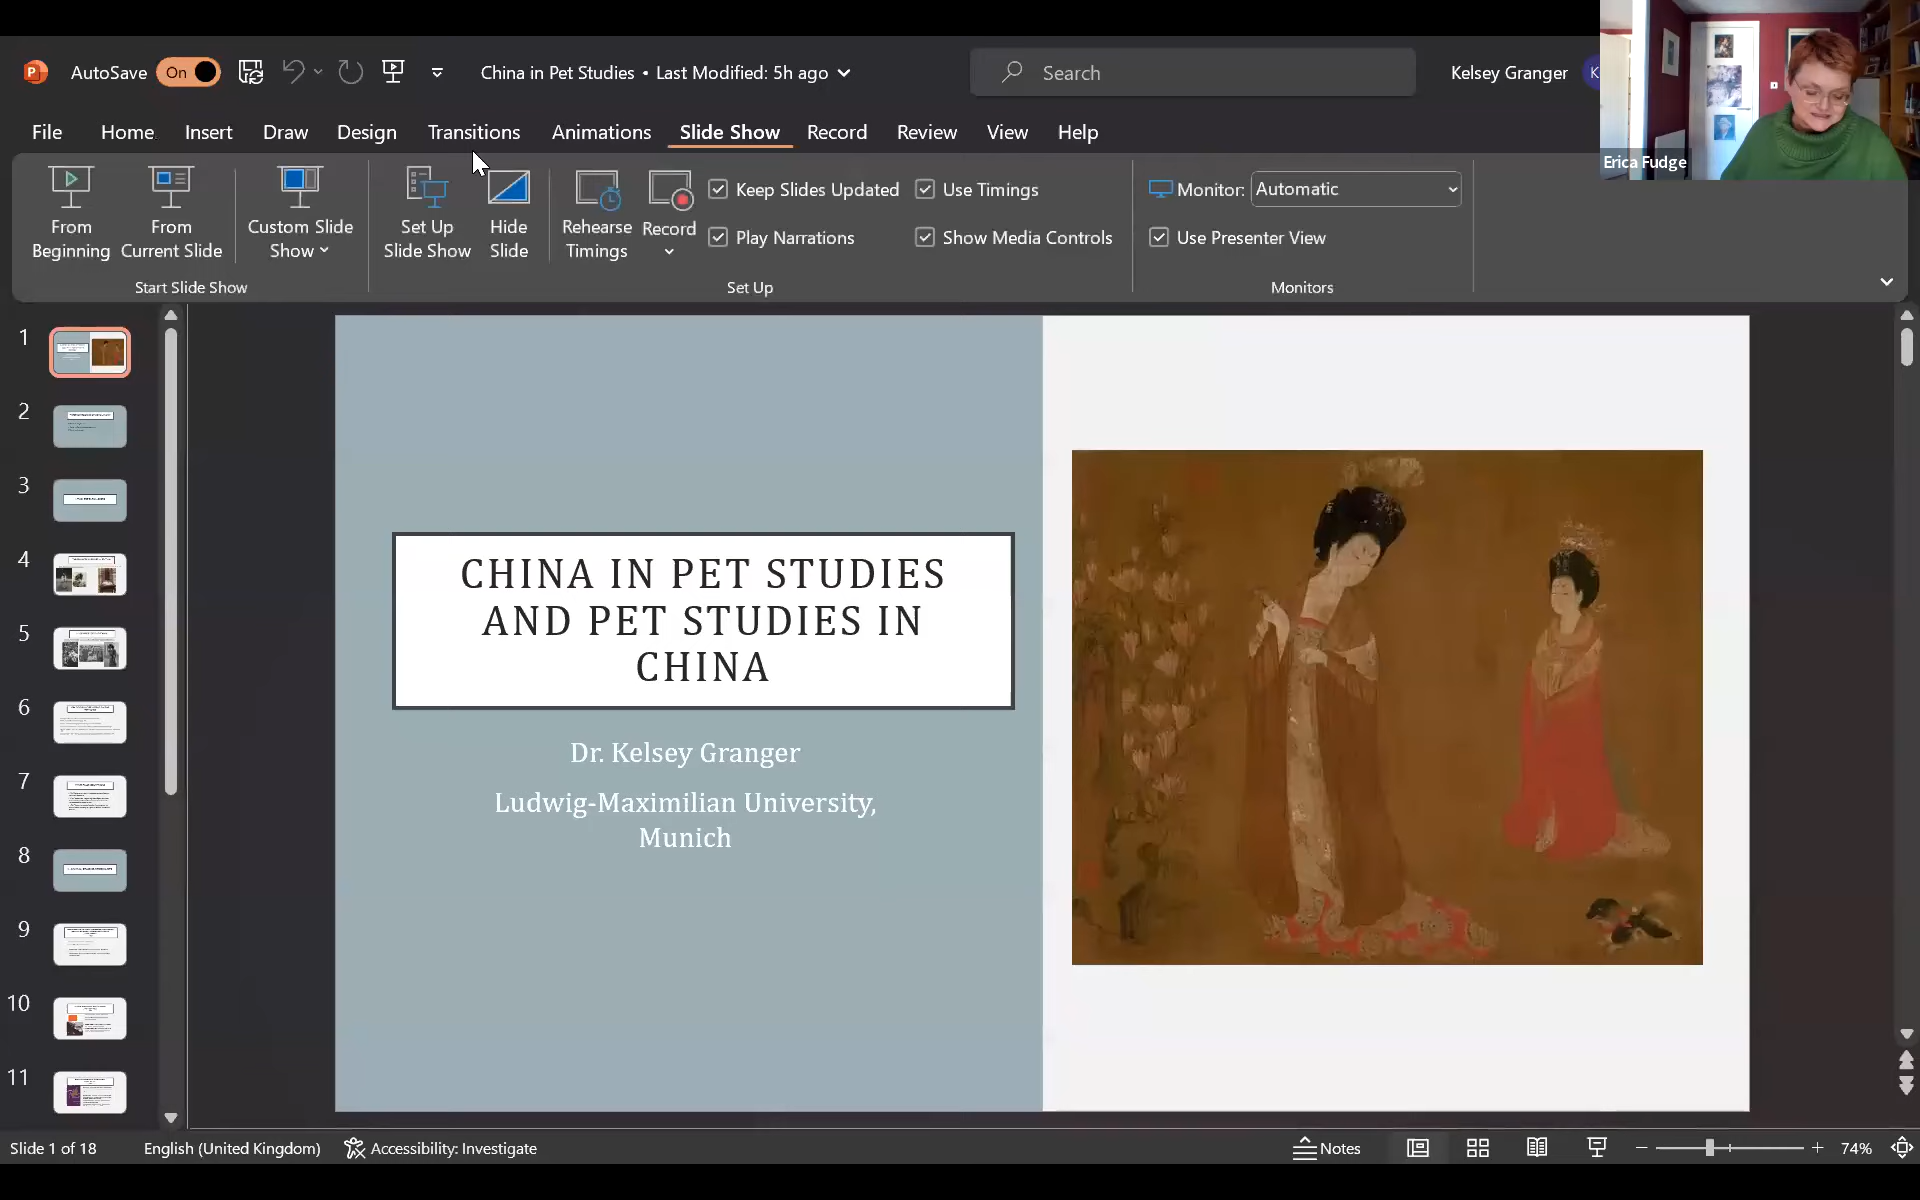 AutoSave On China in Pet Studies • Last Modified: 5h ago Search Kelsey Granger K
File Home Insert Draw Design Transitions Animations Slide Show Record Review View Help
Erica Fudge
From Beginning
From Current Slide
Custom Slide Show
Set Up Slide Show
Hide Slide
Rehearse Timings
Record
Keep Slides Updated
Use Timings
Play Narrations
Show Media Controls
Monitor: Automatic
Use Presenter View
Start Slide Show Set Up Monitors
1
2
3
4
5
6
7
8
9
10
11
CHINA IN PET STUDIES
AND PET STUDIES IN
CHINA
Dr. Kelsey Granger
Ludwig-Maximilian University,
Munich
Slide 1 of 18 English (United Kingdom) Accessibility: Investigate Notes 74%